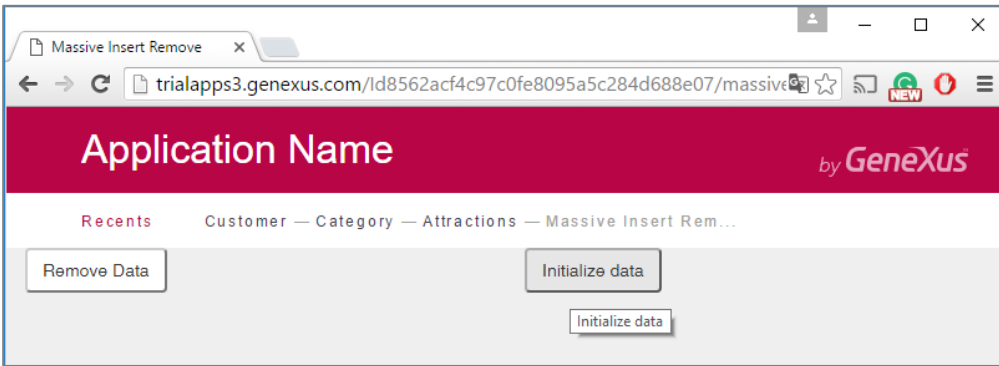 Massive Insert Remove
trialapps3.genexus.com/Id8562acf4c97c0fe8095a5c284d688e07/massive
NEW
Application Name
by GeneXus
Recents Customer — Category — Attractions — Massive Insert Rem...
Remove Data Initialize data
Initialize data